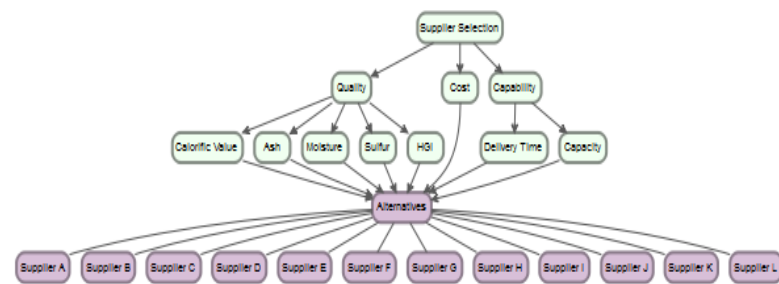 Supplier Selection
Quality
Cost
Capability
Calorific Value
Ash
Moisture
Sulfur
HGI
Delivery Time
Capacity
Alternatives
Supplier A
Supplier B
Supplier C
Supplier D
Supplier E
Supplier F
Supplier G
Supplier H
Supplier I
Supplier J
Supplier K
Supplier L